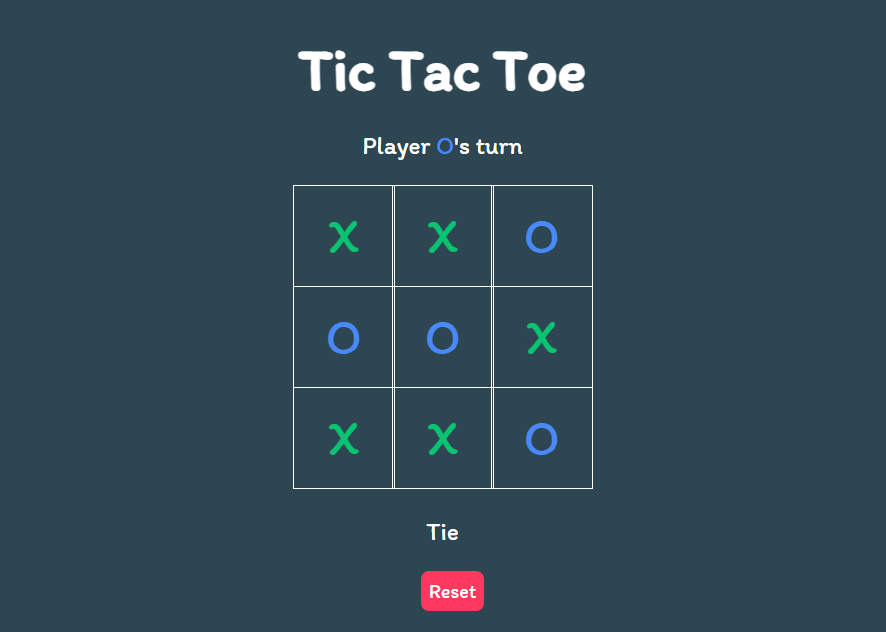 Tic Tac Toe
Player O's turn
X X O
O O X
X X O
Tie
Reset